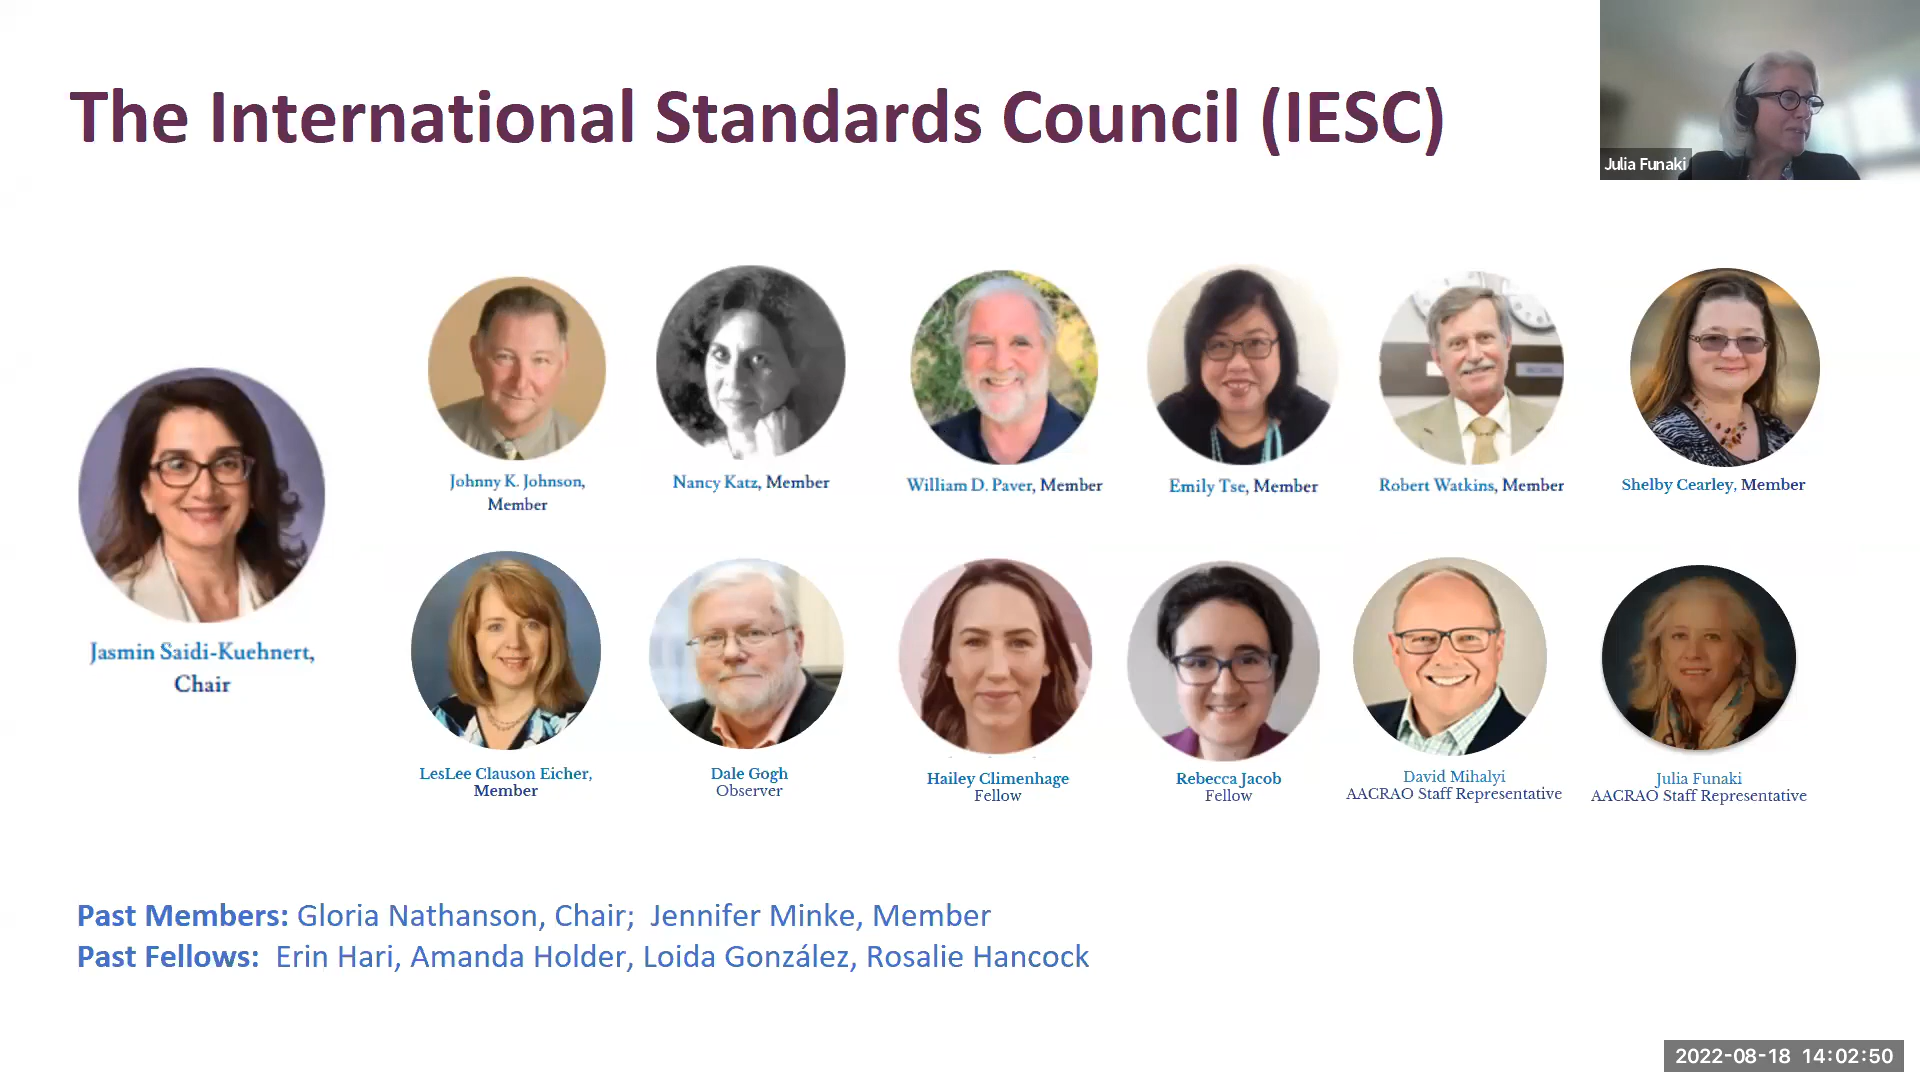 The International Standards Council (IESC)
Julia Funaki
Johnny K. Johnson,
Member
Nancy Katz, Member
William D. Paver, Member
Emily Tse, Member
Robert Watkins, Member
Shelby Cearley, Member
Jasmin Saidi-Kuehnert,
Chair
LesLee Clauson Eicher,
Member
Dale Gogh
Observer
Hailey Climenhage
Fellow
Rebecca Jacob
Fellow
David Mihalyi
AACRAO Staff Representative
Julia Funaki
AACRAO Staff Representative
Past Members: Gloria Nathanson, Chair;  Jennifer Minke, Member
Past Fellows:  Erin Hari, Amanda Holder, Loida González, Rosalie Hancock
2022-08-18 14:02:50